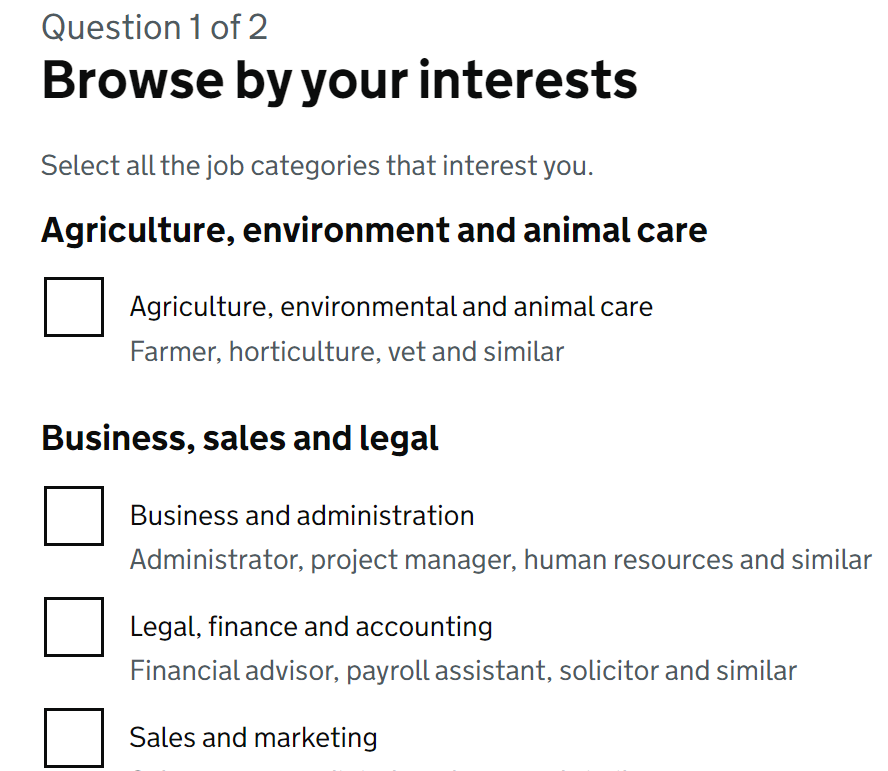 Question 1 of 2
Browse by your interests
Select all the job categories that interest you.
Agriculture, environment and animal care
Agriculture, environmental and animal care
Farmer, horticulture, vet and similar
Business, sales and legal
Business and administration
Administrator, project manager, human resources and similar
Legal, finance and accounting
Financial advisor, payroll assistant, solicitor and similar
Sales and marketing